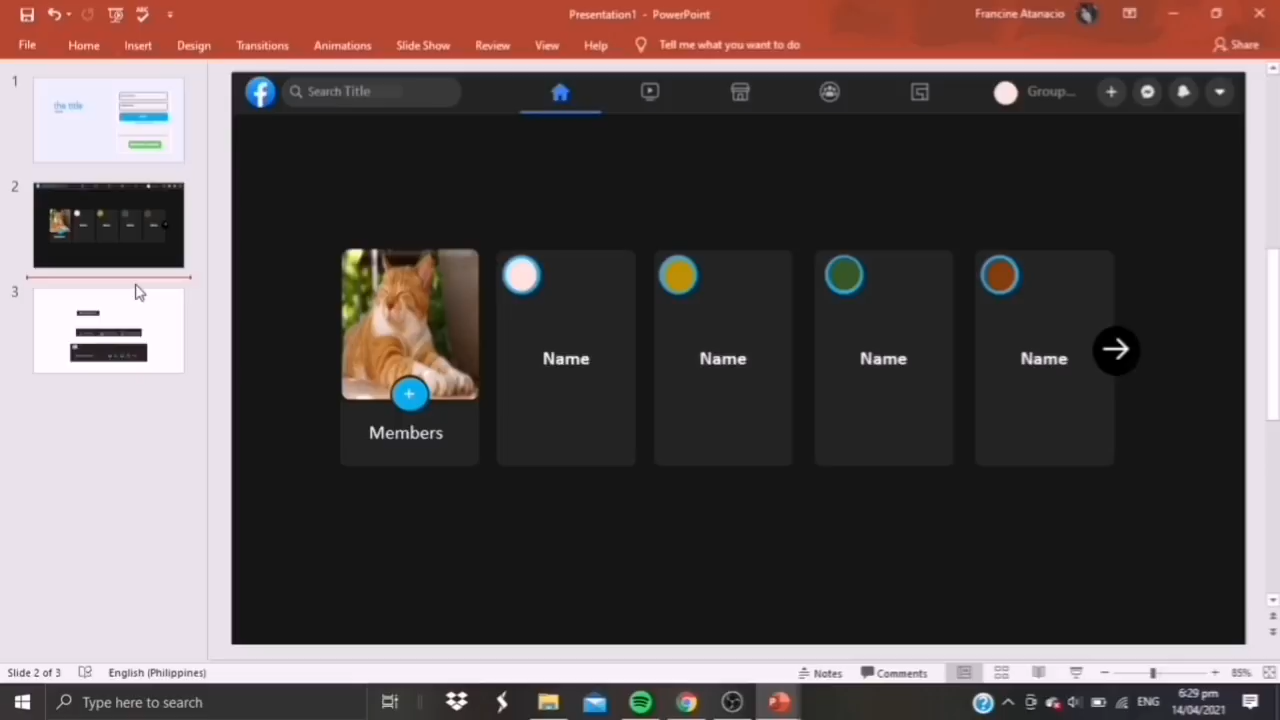 Presentation1 - PowerPoint
Francine Atanacio
File Home Insert Design Transitions Animations Slide Show Review View Help Tell me what you want to do Share
1
the title
2
3
Search Title
Group...
Name Name Name Name
Members
Slide 2 of 3 English (Philippines) Notes Comments 85%
Type here to search
ENG
6:29 pm
14/04/2021